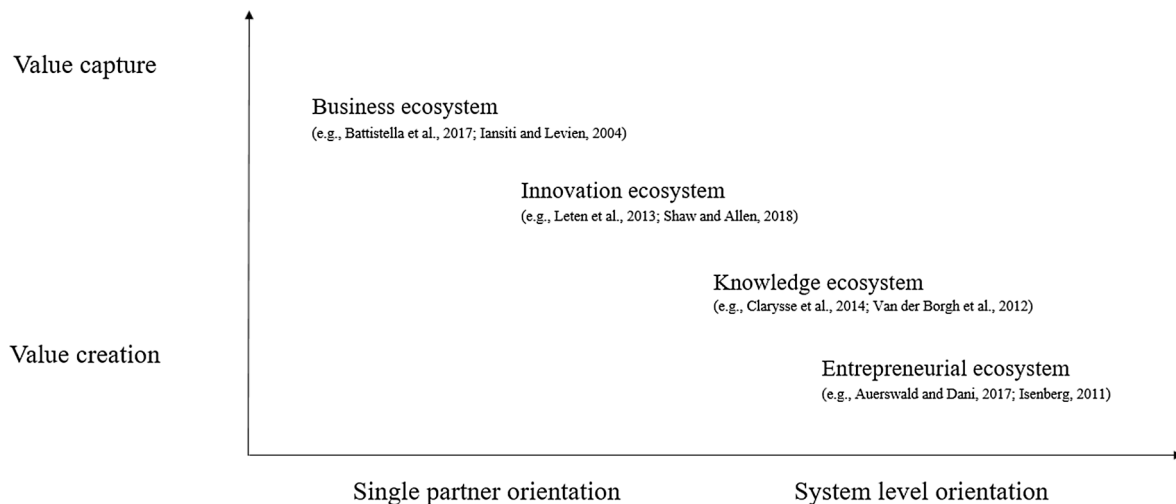 Value capture
Business ecosystem
(e.g., Battistella et al., 2017; Iansiti and Levien, 2004)
Innovation ecosystem
(e.g., Leten et al., 2013; Shaw and Allen, 2018)
Knowledge ecosystem
(e.g., Clarysse et al., 2014; Van der Borgh et al., 2012)
Value creation
Entrepreneurial ecosystem
(e.g., Auerswald and Dani, 2017; Isenberg, 2011)
Single partner orientation
System level orientation